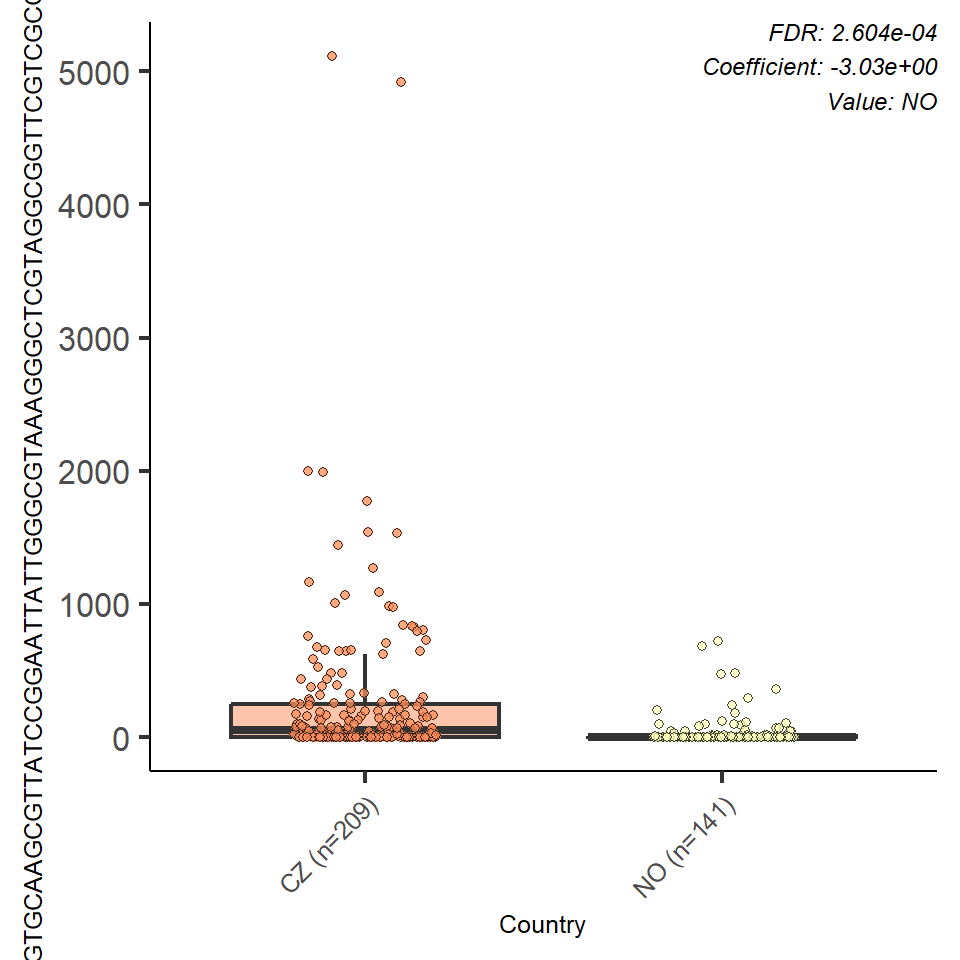 GTGCAAGCGTTATCCGGAATTATTGGGCGTAAAGGGCTCGTAGGCGGTTCGTCGC
FDR: 2.604e-04
Coefficient: -3.03e+00
Value: NO
5000
4000
3000
2000
1000
0
CZ (n=209)
NO (n=141)
Country